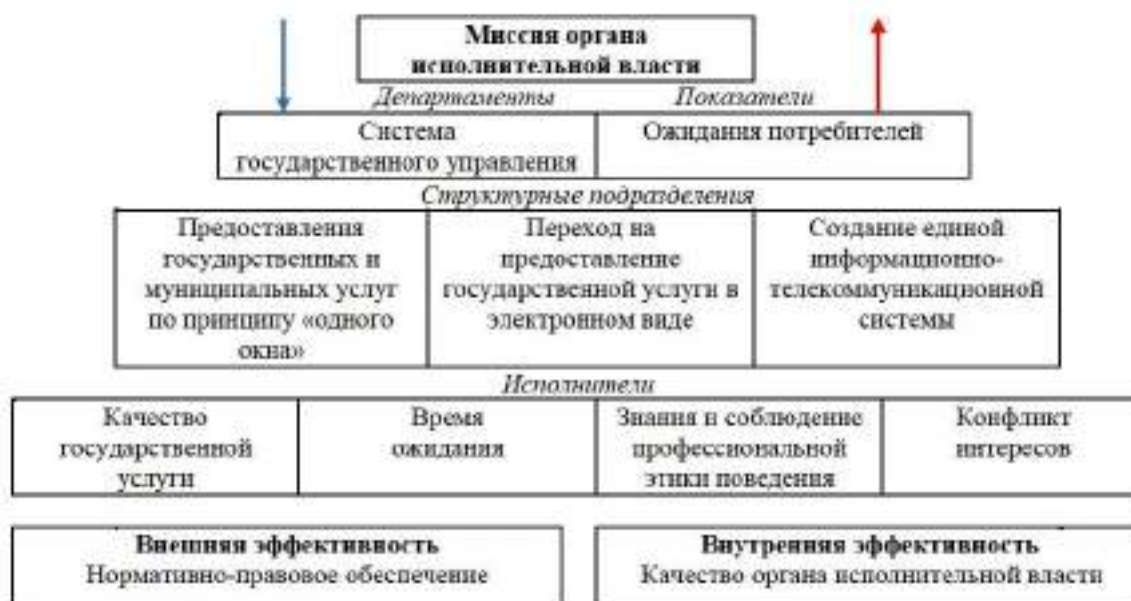 Миссия органа
исполнительной власти
Департаменты Показатели
Система
государственного управления
Ожидания потребителей
Структурные подразделения
Предоставления
государственных и
муниципальных услуг
по принципу «одного
окна»
Переход на
предоставление
государственной услуги в
электронном виде
Создание единой
информационно-
телекоммуникационной
системы
Исполнители
Качество
государственной
услуги
Время
ожидания
Знания и соблюдение
профессиональной
этики поведения
Конфликт
интересов
Внешняя эффективность
Нормативно-правовое обеспечение
Внутренняя эффективность
Качество органа исполнительной власти